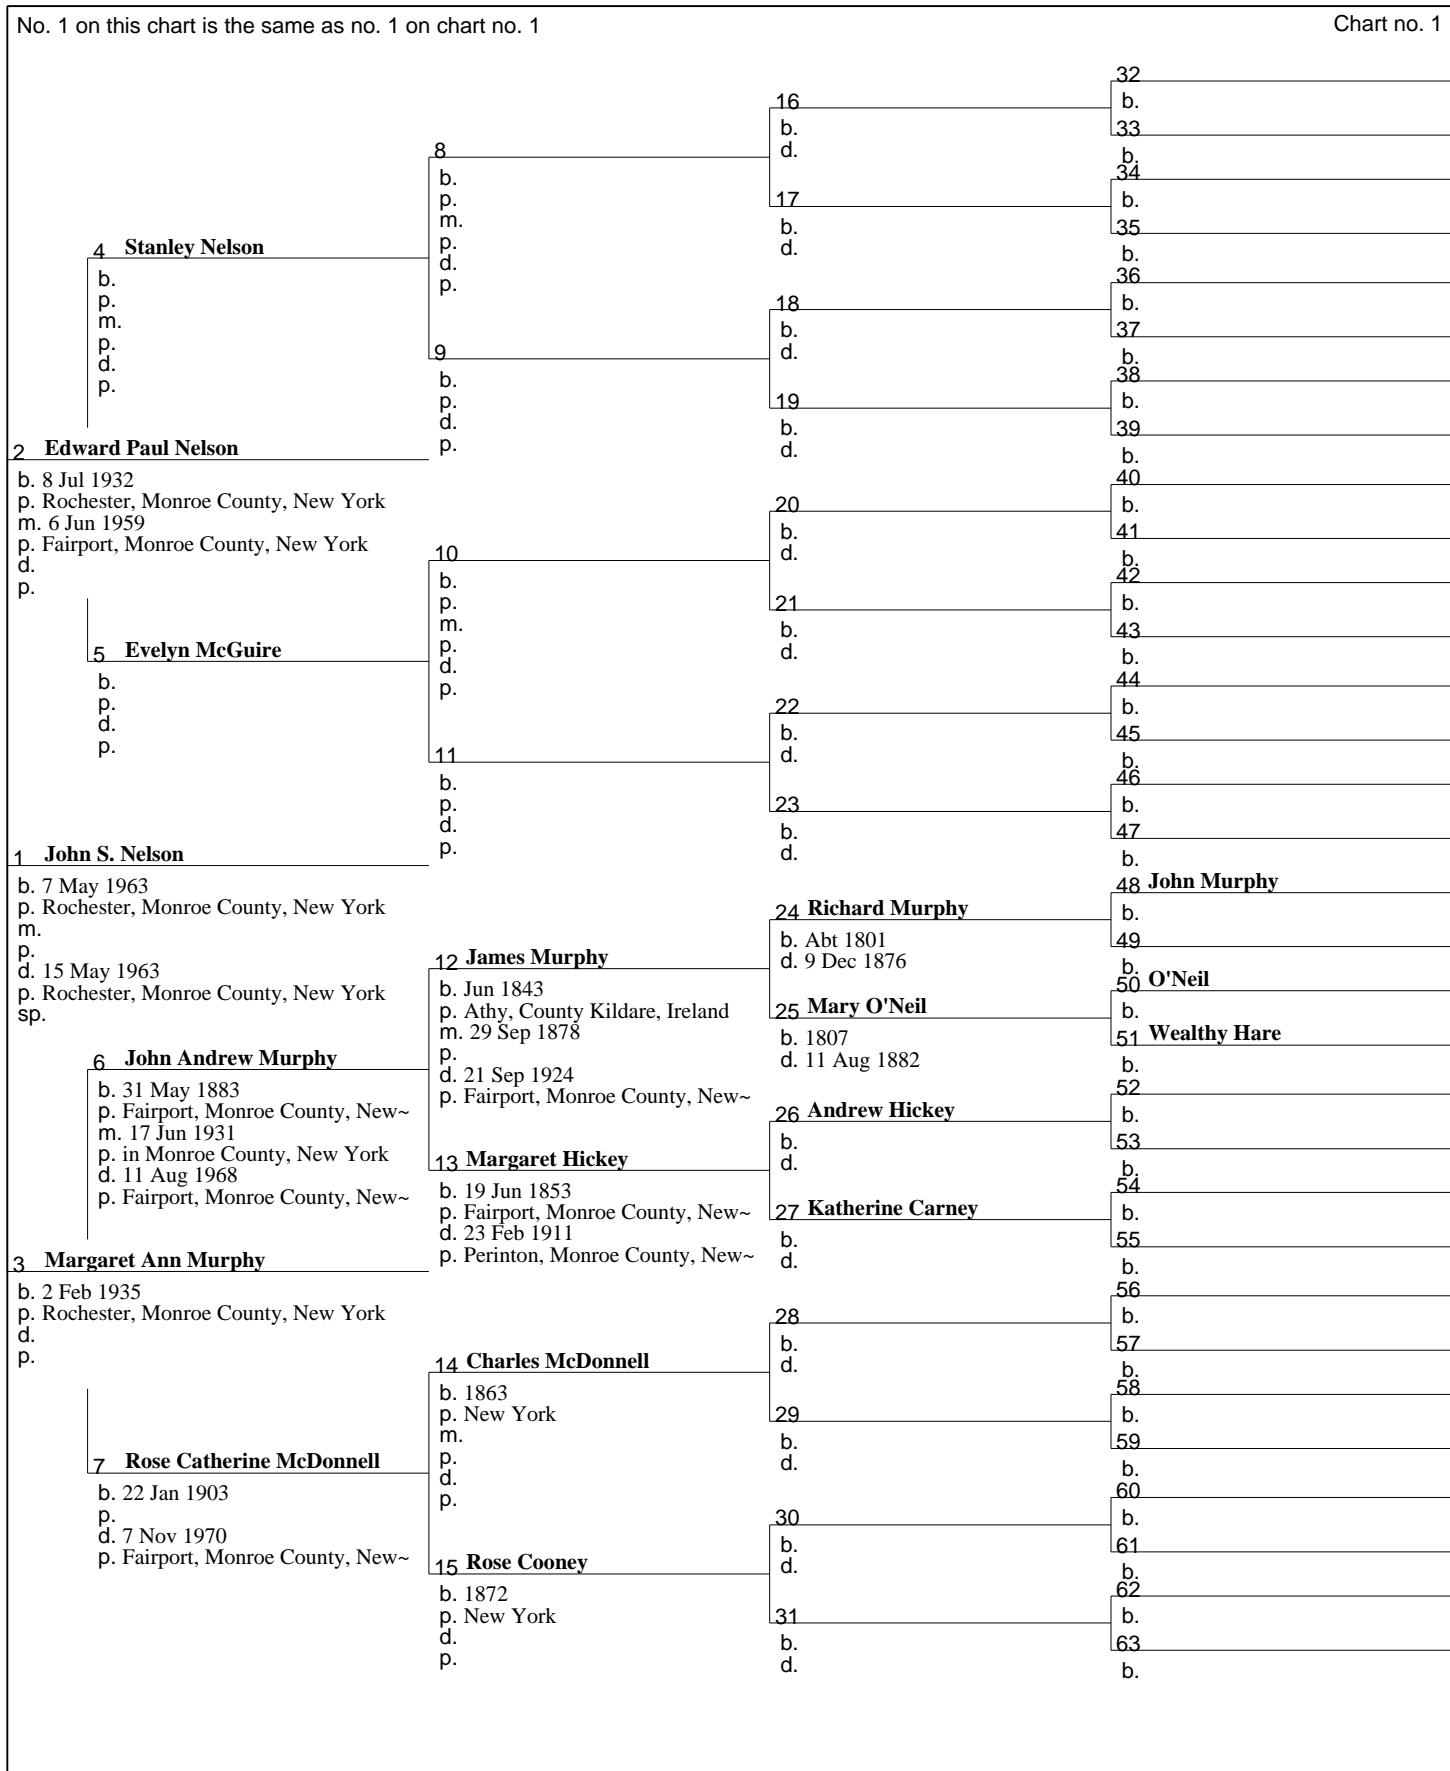 No. 1 on this chart is the same as no. 1 on chart no. 1
Chart no. 1
4 Stanley Nelson
b.
p.
m.
p.
d.
p.
2 Edward Paul Nelson
b. 8 Jul 1932
p. Rochester, Monroe County, New York
m. 6 Jun 1959
p. Fairport, Monroe County, New York
d.
p.
5 Evelyn McGuire
b.
p.
d.
p.
1 John S. Nelson
b. 7 May 1963
p. Rochester, Monroe County, New York
m.
p.
d. 15 May 1963
p. Rochester, Monroe County, New York
sp.
6 John Andrew Murphy
b. 31 May 1883
p. Fairport, Monroe County, New~
m. 17 Jun 1931
p. in Monroe County, New York
d. 11 Aug 1968
p. Fairport, Monroe County, New~
3 Margaret Ann Murphy
b. 2 Feb 1935
p. Rochester, Monroe County, New York
d.
p.
7 Rose Catherine McDonnell
b. 22 Jan 1903
p.
d. 7 Nov 1970
p. Fairport, Monroe County, New~
8
b.
p.
m.
p.
d.
p.
9
b.
p.
d.
p.
10
b.
p.
m.
p.
d.
p.
11
b.
p.
d.
p.
12 James Murphy
b. Jun 1843
p. Athy, County Kildare, Ireland
m. 29 Sep 1878
p.
d. 21 Sep 1924
p. Fairport, Monroe County, New~
13 Margaret Hickey
b. 19 Jun 1853
p. Fairport, Monroe County, New~
d. 23 Feb 1911
p. Perinton, Monroe County, New~
14 Charles McDonnell
b. 1863
p. New York
m.
p.
d.
p.
15 Rose Cooney
b. 1872
p. New York
d.
p.
16
b.
d.
17
b.
d.
18
b.
d.
19
b.
d.
20
b.
d.
21
b.
d.
22
b.
d.
23
b.
d.
24 Richard Murphy
b. Abt 1801
d. 9 Dec 1876
25 Mary O'Neil
b. 1807
d. 11 Aug 1882
26 Andrew Hickey
b.
d.
27 Katherine Carney
b.
d.
28
b.
d.
29
b.
d.
30
b.
d.
31
b.
d.
32
b.
33
b.
34
b.
35
b.
36
b.
37
b.
38
b.
39
b.
40
b.
41
b.
42
b.
43
b.
44
b.
45
b.
46
b.
47
b.
48 John Murphy
b.
49
b.
50 O'Neil
b.
51 Wealthy Hare
b.
52
b.
53
b.
54
b.
55
b.
56
b.
57
b.
58
b.
59
b.
60
b.
61
b.
62
b.
63
b.